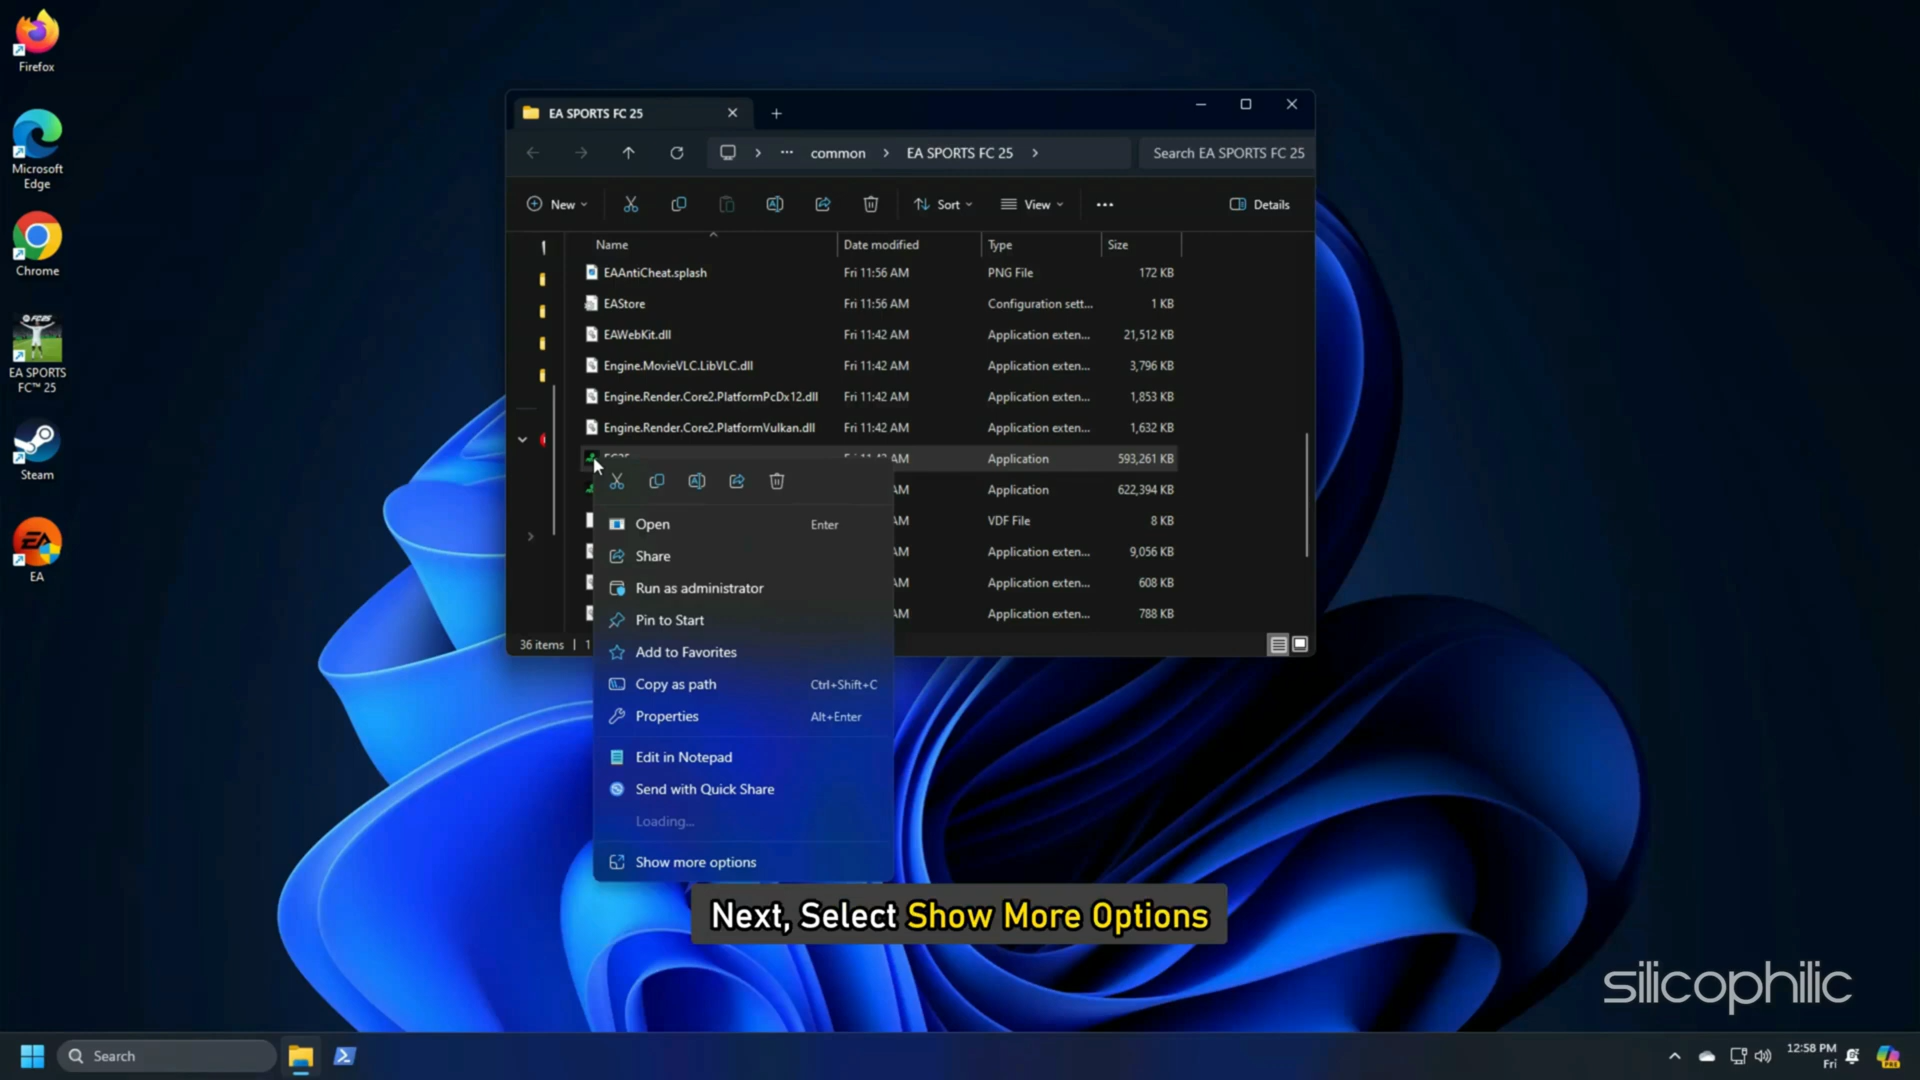 Firefox
Microsoft
Edge
Chrome
EA SPORTS
FC™ 25
Steam
EA
EA SPORTS FC 25
common
EA SPORTS FC 25
Search EA SPORTS FC 25
New
Sort
View
Details
Name Date modified Type Size
EAAntiCheat.splash Fri 11:56 AM PNG File 172 KB
EAStore Fri 11:56 AM Configuration sett... 1 KB
EAWebKit.dll Fri 11:42 AM Application exten... 21,512 KB
Engine.MovieVLC.LibVLC.dll Fri 11:42 AM Application exten... 3,796 KB
Engine.Render.Core2.PlatformPcDx12.dll Fri 11:42 AM Application exten... 1,853 KB
Engine.Render.Core2.PlatformVulkan.dll Fri 11:42 AM Application exten... 1,632 KB
AM Application 593,261 KB
AM Application 622,394 KB
AM VDF File 8 KB
AM Application exten... 9,056 KB
AM Application exten... 608 KB
AM Application exten... 788 KB
36 items 1
Open Enter
Share
Run as administrator
Pin to Start
Add to Favorites
Copy as path Ctrl+Shift+C
Properties Alt+Enter
Edit in Notepad
Send with Quick Share
Loading...
Show more options
Next, Select Show More Options
silicophilic
Search
12:58 PM
Fri